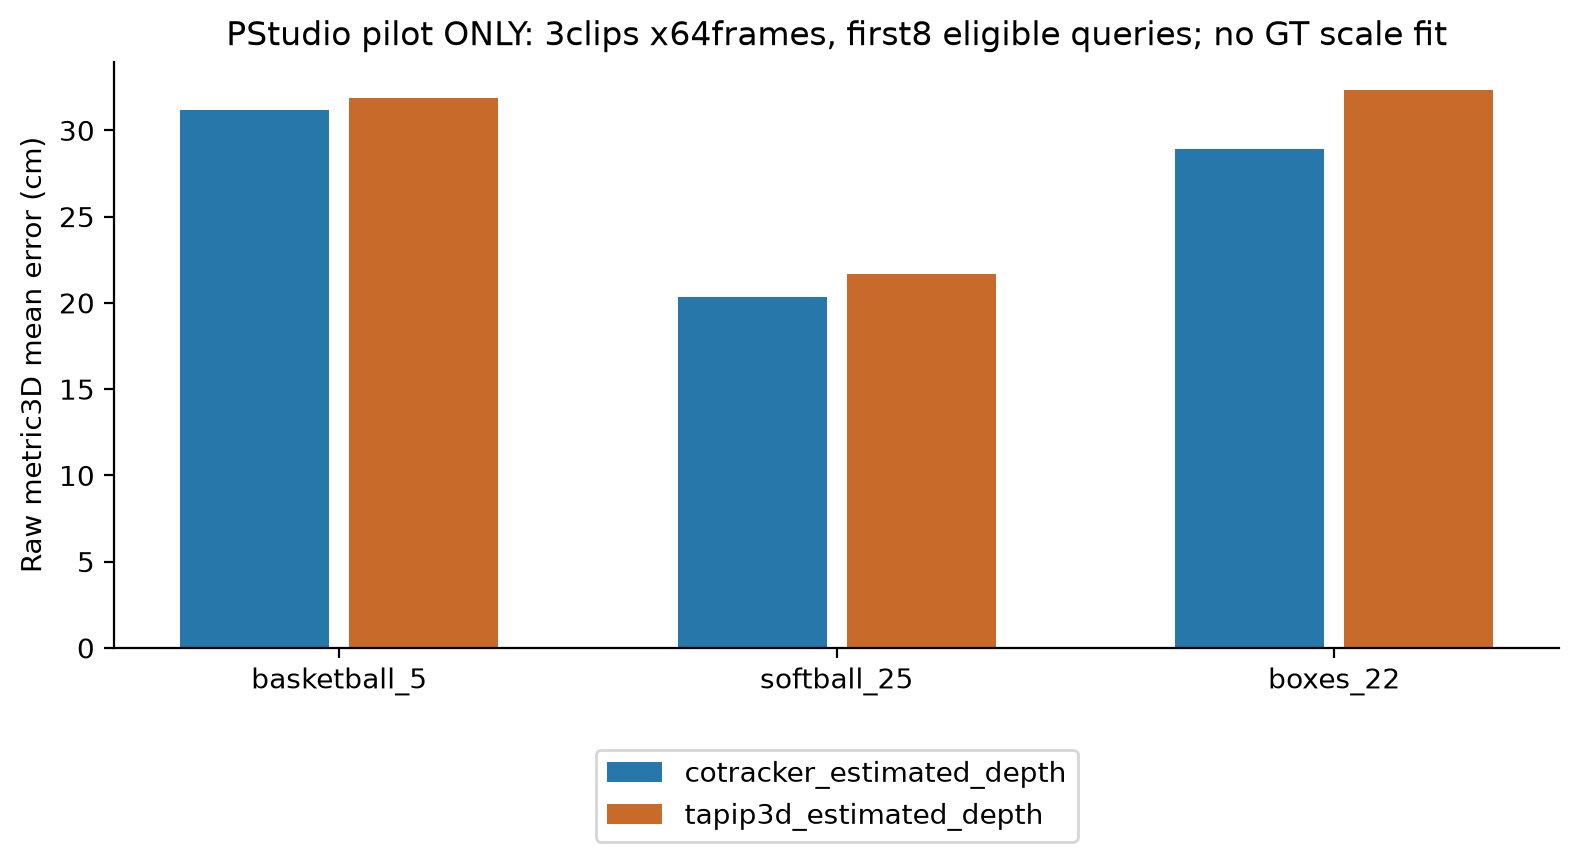 PStudio pilot ONLY: 3clips x64frames, first8 eligible queries; no GT scale fit
Raw metric3D mean error (cm)
30
25
20
15
10
5
0
basketball_5
softball_25
boxes_22
cotracker_estimated_depth
tapip3d_estimated_depth